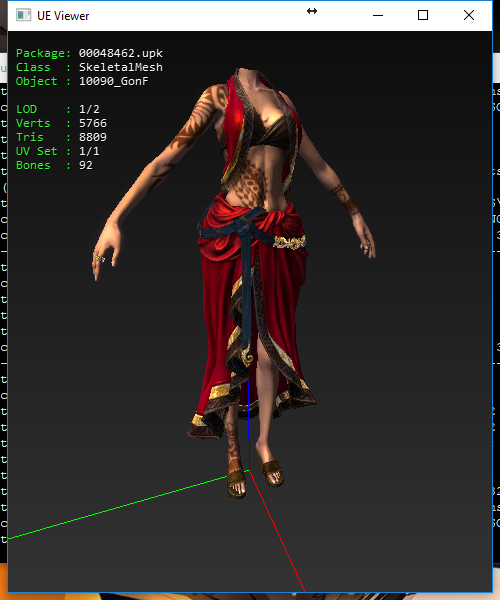 UE Viewer
Package: 00048462.upk
Class : SkeletalMesh
Object : 10090_GonF
LOD : 1/2
Verts : 5766
Tris : 8809
UV Set : 1/1
Bones : 92